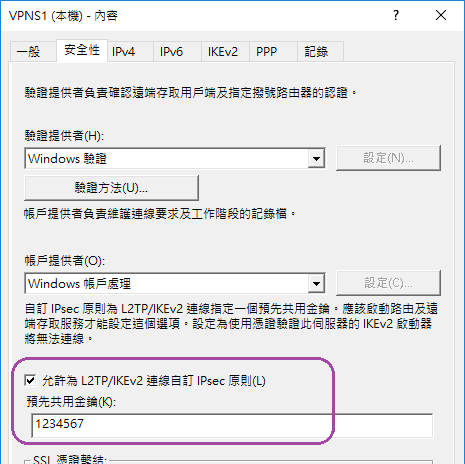 VPNS1 (本機) - 內容
一般 安全性 IPv4 IPv6 IKEv2 PPP 記錄
驗證提供者負責確認遠端存取用戶端及指定撥號路由器的認證。
驗證提供者(H):
Windows 驗證 設定(N)...
驗證方法(U)...
帳戶提供者負責維護連線要求及工作階段的記錄檔。
帳戶提供者(O):
Windows 帳戶處理 設定(C)...
自訂 IPsec 原則為 L2TP/IKEv2 連線指定一個預先共用金鑰。應該啟動路由及遠
端存取服務才能設定這個選項。設定為使用憑證驗證此伺服器的 IKEv2 啟動器
將無法連線。
允許為 L2TP/IKEv2 連線自訂 IPsec 原則(L)
預先共用金鑰(K):
1234567
SSL 憑證繫結: